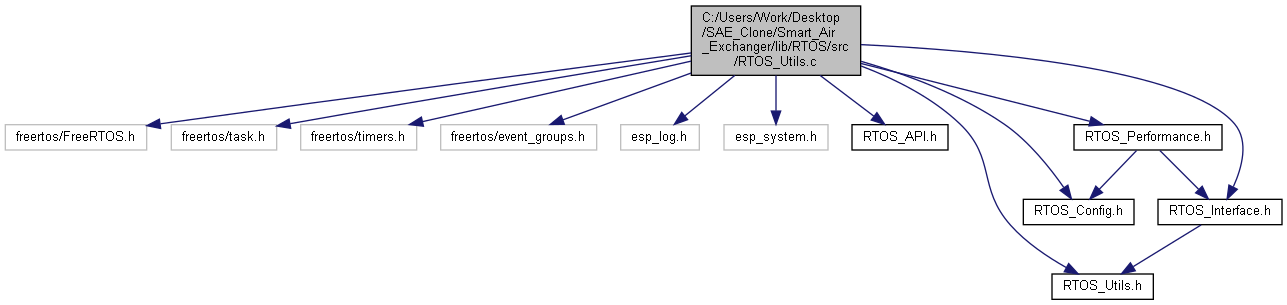 C:/Users/Work/Desktop
/SAE_Clone/Smart_Air
_Exchanger/lib/RTOS/src
/RTOS_Utils.c
freertos/FreeRTOS.h
freertos/task.h
freertos/timers.h
freertos/event_groups.h
esp_log.h
esp_system.h
RTOS_API.h
RTOS_Performance.h
RTOS_Config.h
RTOS_Interface.h
RTOS_Utils.h